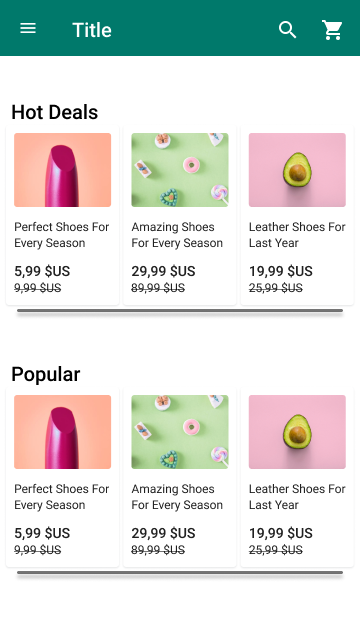 Title
Hot Deals
Perfect Shoes For
Every Season
5,99 $US
9,99 $US
Amazing Shoes
For Every Season
29,99 $US
89,99 $US
Leather Shoes For
Last Year
19,99 $US
25,99 $US
Popular
Perfect Shoes For
Every Season
5,99 $US
9,99 $US
Amazing Shoes
For Every Season
29,99 $US
89,99 $US
Leather Shoes For
Last Year
19,99 $US
25,99 $US